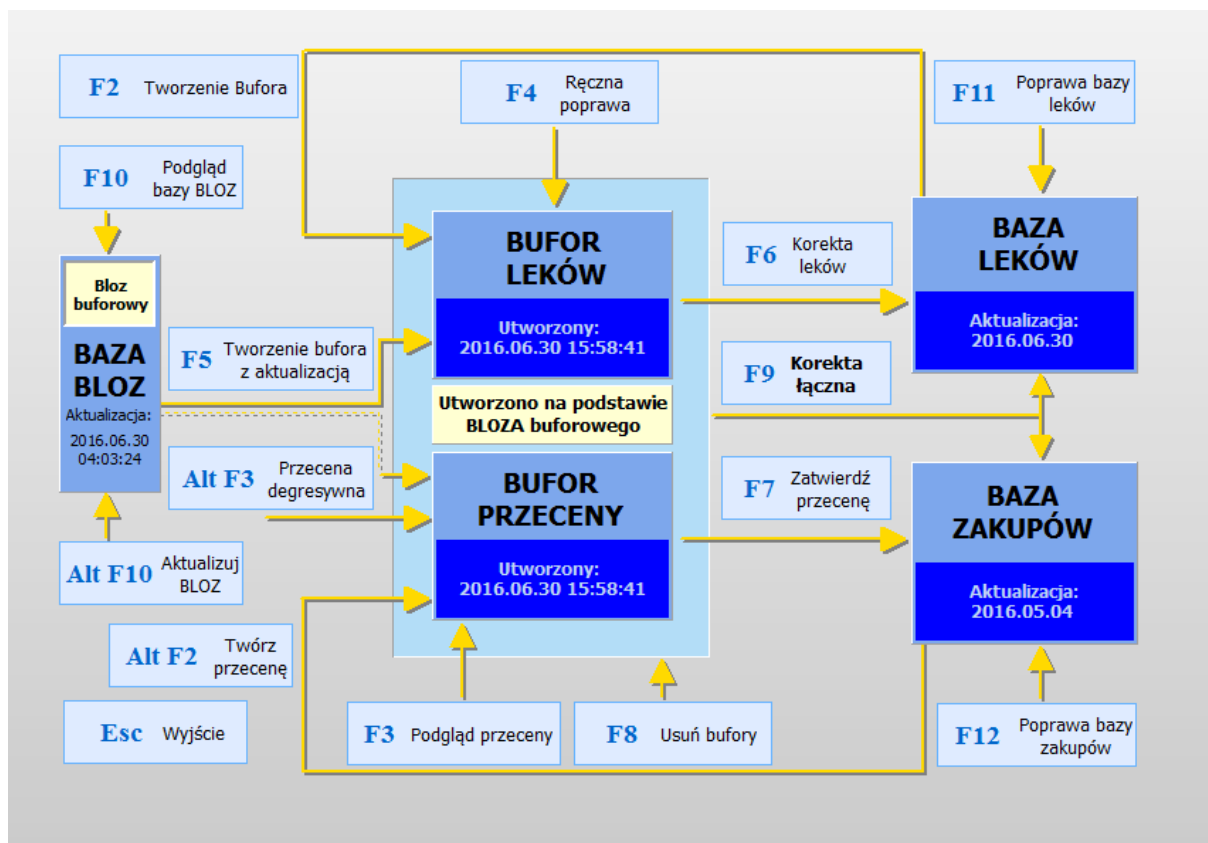 F2 Tworzenie Bufora
F4 Ręczna
poprawa
F11 Poprawa bazy
leków
F10 Podgląd
bazy BLOZ
BUFOR
LEKÓW
Utworzony:
2016.06.30 15:58:41
F6 Korekta
leków
BAZA
LEKÓW
Aktualizacja:
2016.06.30
Bloz
buforowy
BAZA
BLOZ
Aktualizacja:
2016.06.30
04:03:24
F5 Tworzenie bufora
z aktualizacją
F9 Korekta
łączna
Utworzono na podstawie
BLOZA buforowego
Alt F3 Przecena
degresywna
BUFOR
PRZECENY
Utworzony:
2016.06.30 15:58:41
F7 Zatwierdź
przecenę
BAZA
ZAKUPÓW
Aktualizacja:
2016.05.04
Alt F10 Aktualizuj
BLOZ
Alt F2 Twórz
przecenę
Esc Wyjście
F3 Podgląd przeceny
F8 Usuń bufory
F12 Poprawa bazy
zakupów